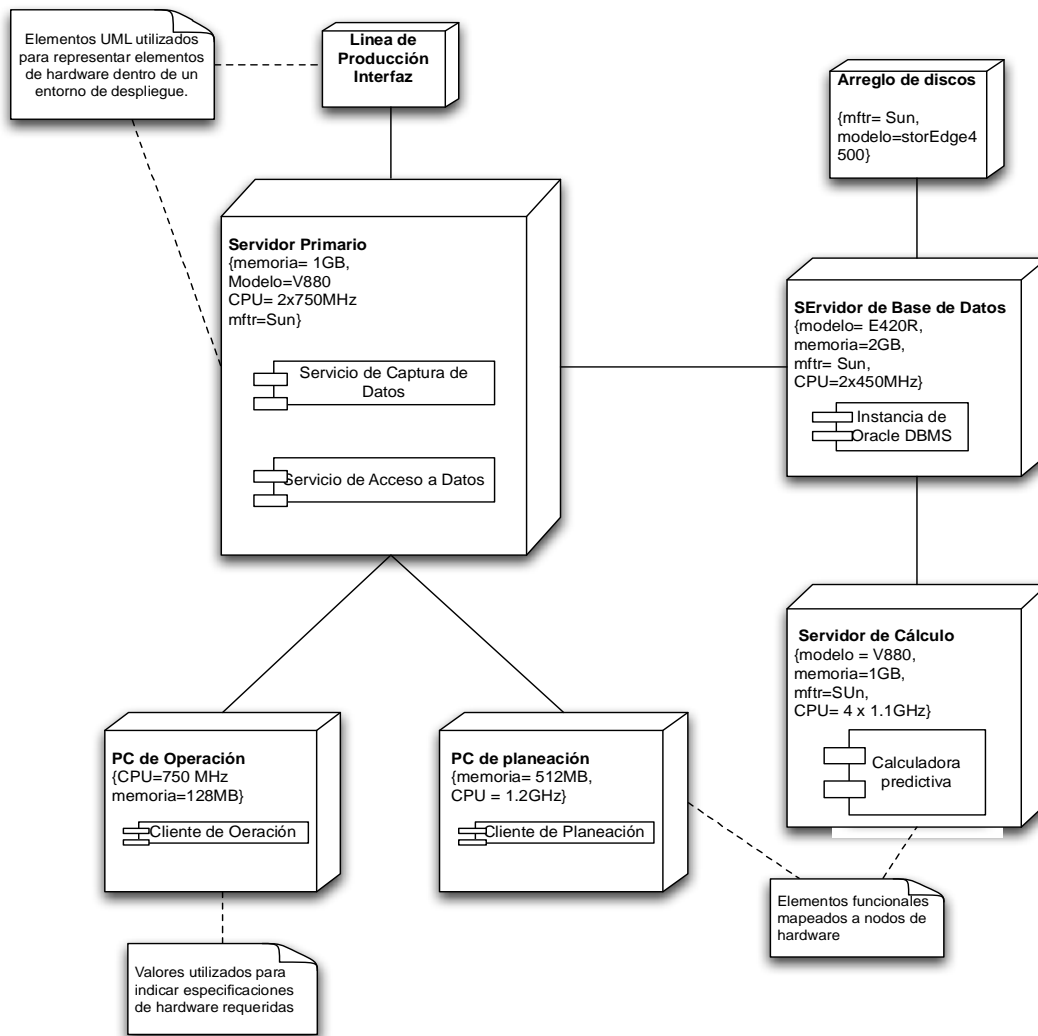 Elementos UML utilizados
para representar elementos
de hardware dentro de un
entorno de despliegue.
Linea de
Producción
Interfaz
Arreglo de discos
{mftr= Sun,
modelo=storEdge4
500}
Servidor Primario
{memoria= 1GB,
Modelo=V880
CPU= 2x750MHz
mftr=Sun}
Servicio de Captura de
Datos
Servicio de Acceso a Datos
SErvidor de Base de Datos
{modelo= E420R,
memoria=2GB,
mftr= Sun,
CPU=2x450MHz}
Instancia de
Oracle DBMS
Servidor de Cálculo
{modelo = V880,
memoria=1GB,
mftr=SUn,
CPU= 4 x 1.1GHz}
Calculadora
predictiva
PC de Operación
{CPU=750 MHz
memoria=128MB}
Cliente de Oeración
PC de planeación
{memoria= 512MB,
CPU = 1.2GHz}
Cliente de Planeación
Elementos funcionales
mapeados a nodos de
hardware
Valores utilizados para
indicar especificaciones
de hardware requeridas